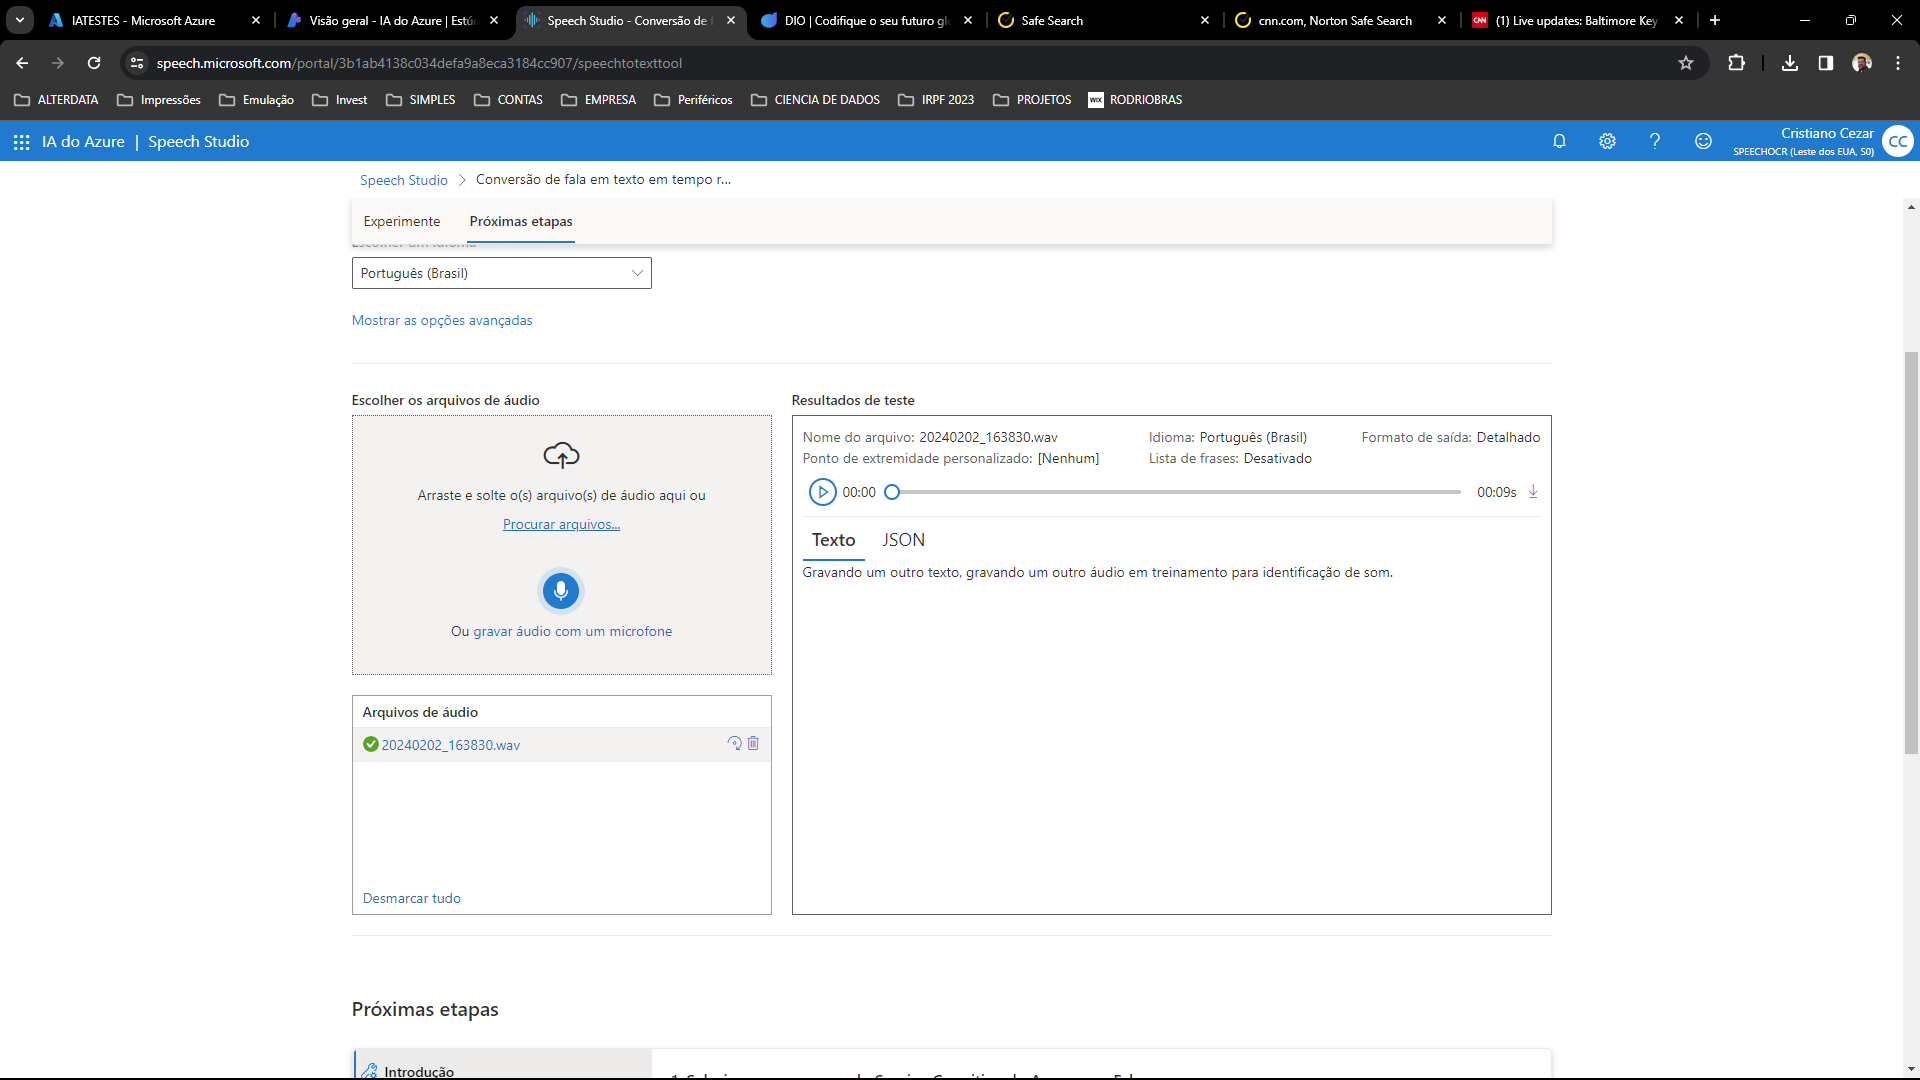 IATESTES - Microsoft Azure
Visão geral - IA do Azure | Estúc
Speech Studio - Conversão de f
DIO | Codifique o seu futuro gl
Safe Search
cnn.com, Norton Safe Search
(1) Live updates: Baltimore Key
speech.microsoft.com/portal/3b1ab4138c034defa9a8eca3184cc907/speechtotexttool
ALTERDATA
Impressões
Emulação
Invest
SIMPLES
CONTAS
EMPRESA
Periféricos
CIENCIA DE DADOS
IRPF 2023
PROJETOS
WIX
RODRIOBRAS
IA do Azure | Speech Studio
Cristiano Cezar
SPEECHOCR (Leste dos EUA, S0)
CC
Speech Studio > Conversão de fala em texto em tempo r...
Experimente
Próximas etapas
Escolher um idioma
Português (Brasil)
Mostrar as opções avançadas
Escolher os arquivos de áudio
Arraste e solte o(s) arquivo(s) de áudio aqui ou
Procurar arquivos...
Ou gravar áudio com um microfone
Arquivos de áudio
20240202_163830.wav
Desmarcar tudo
Resultados de teste
Nome do arquivo: 20240202_163830.wav
Idioma: Português (Brasil)
Formato de saída: Detalhado
Ponto de extremidade personalizado: [Nenhum]
Lista de frases: Desativado
00:00
00:09s
Texto
JSON
Gravando um outro texto, gravando um outro áudio em treinamento para identificação de som.
Próximas etapas
Introdução